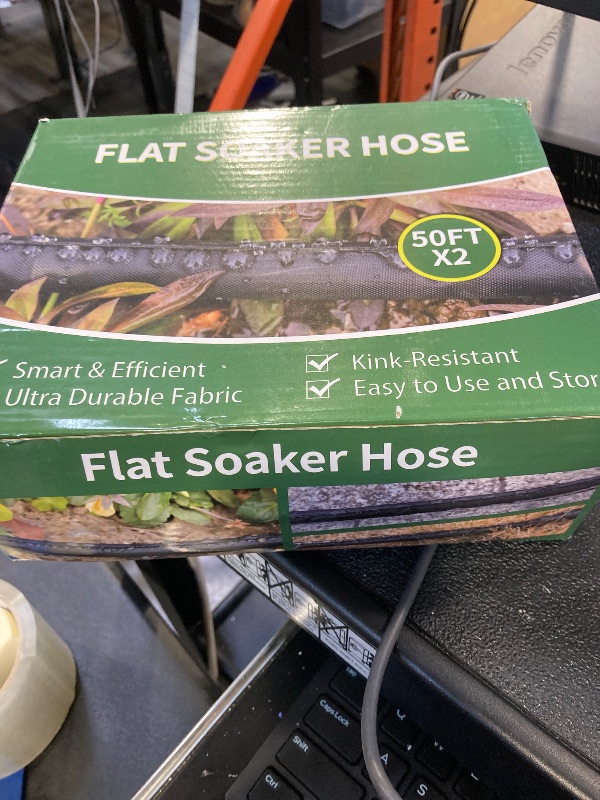 lenovo
FLAT SOAKER HOSE
50FT
X2
Smart & Efficient
Ultra Durable Fabric
Kink-Resistant
Easy to Use and Stor
Flat Soaker Hose
Caps Lock
Shift
Ctrl
Q
W
A
S